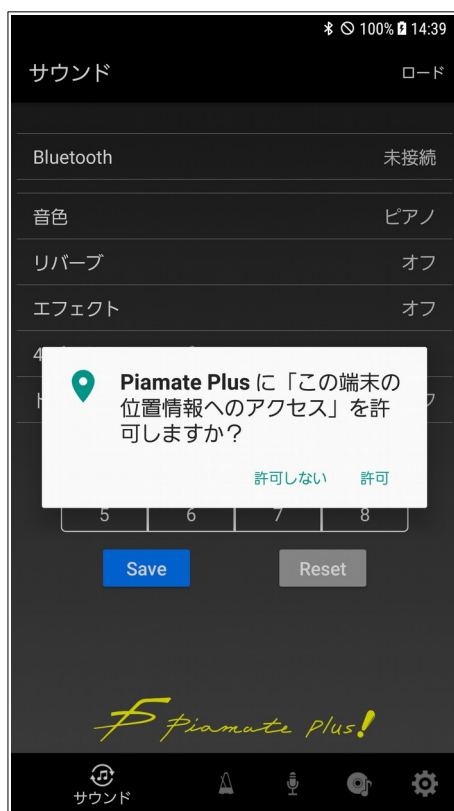 100% 14:39
サウンド ロード
Bluetooth 未接続
音色 ピアノ
リバーブ オフ
エフェクト オフ
4
Piamate Plus に「この端末の
位置情報へのアクセス」を許
可しますか？
許可しない 許可
5 6 7 8
Save Reset
Piamate Plus!
サウンド